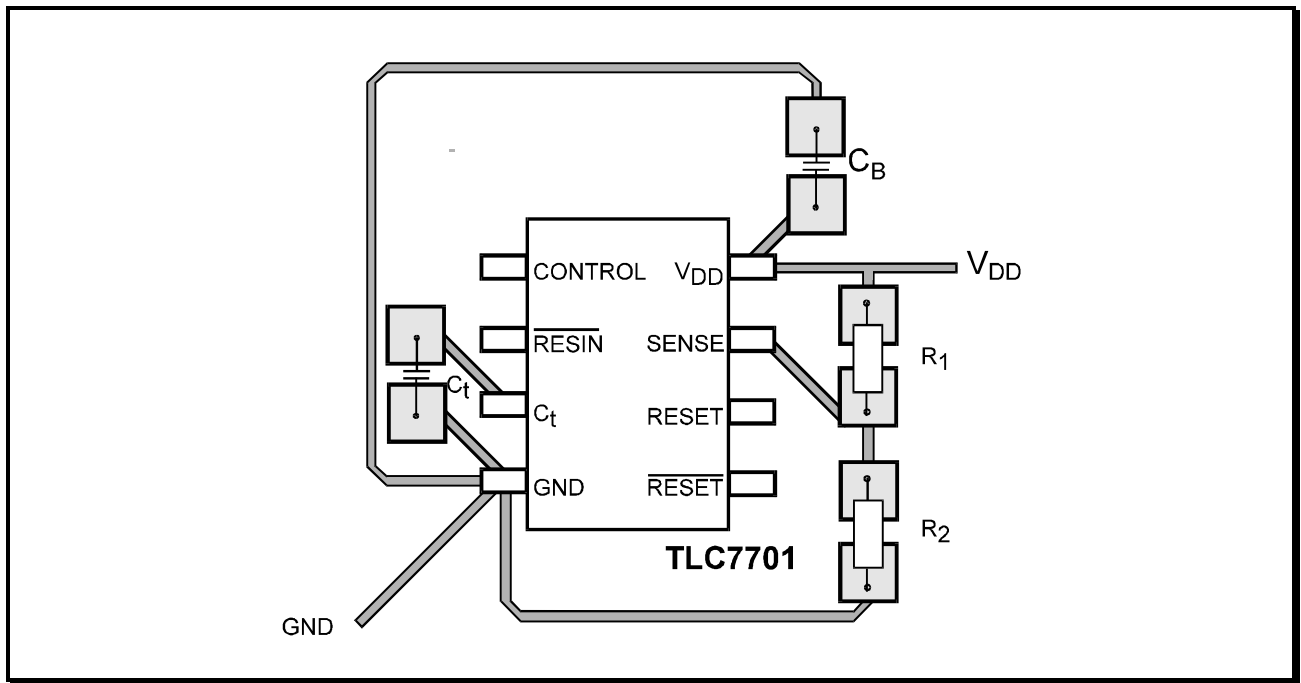 CB
VDD
CONTROL
VDD
RESIN
SENSE
R1
Ct
Ct
RESET
GND
RESET
R2
TLC7701
GND